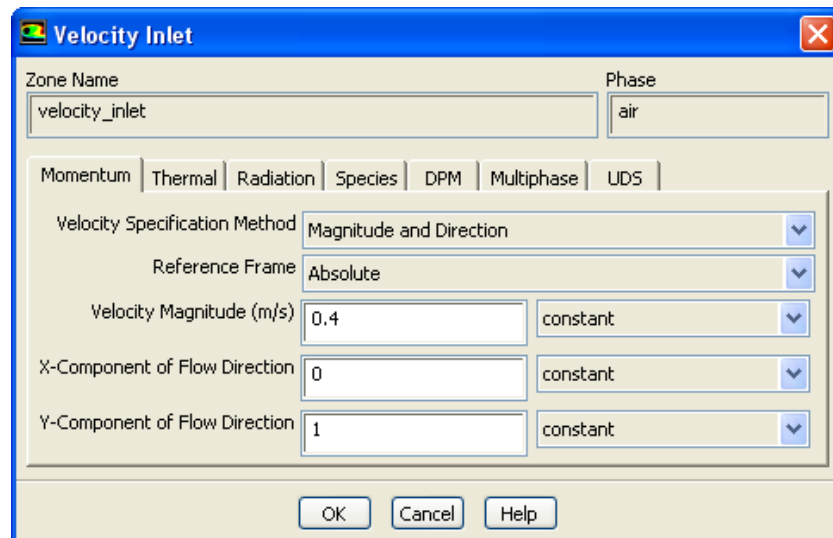 Velocity Inlet
Zone Name Phase
velocity_inlet air
Momentum Thermal Radiation Species DPM Multiphase UDS
Velocity Specification Method Magnitude and Direction
Reference Frame Absolute
Velocity Magnitude (m/s) 0.4 constant
X-Component of Flow Direction 0 constant
Y-Component of Flow Direction 1 constant
OK Cancel Help